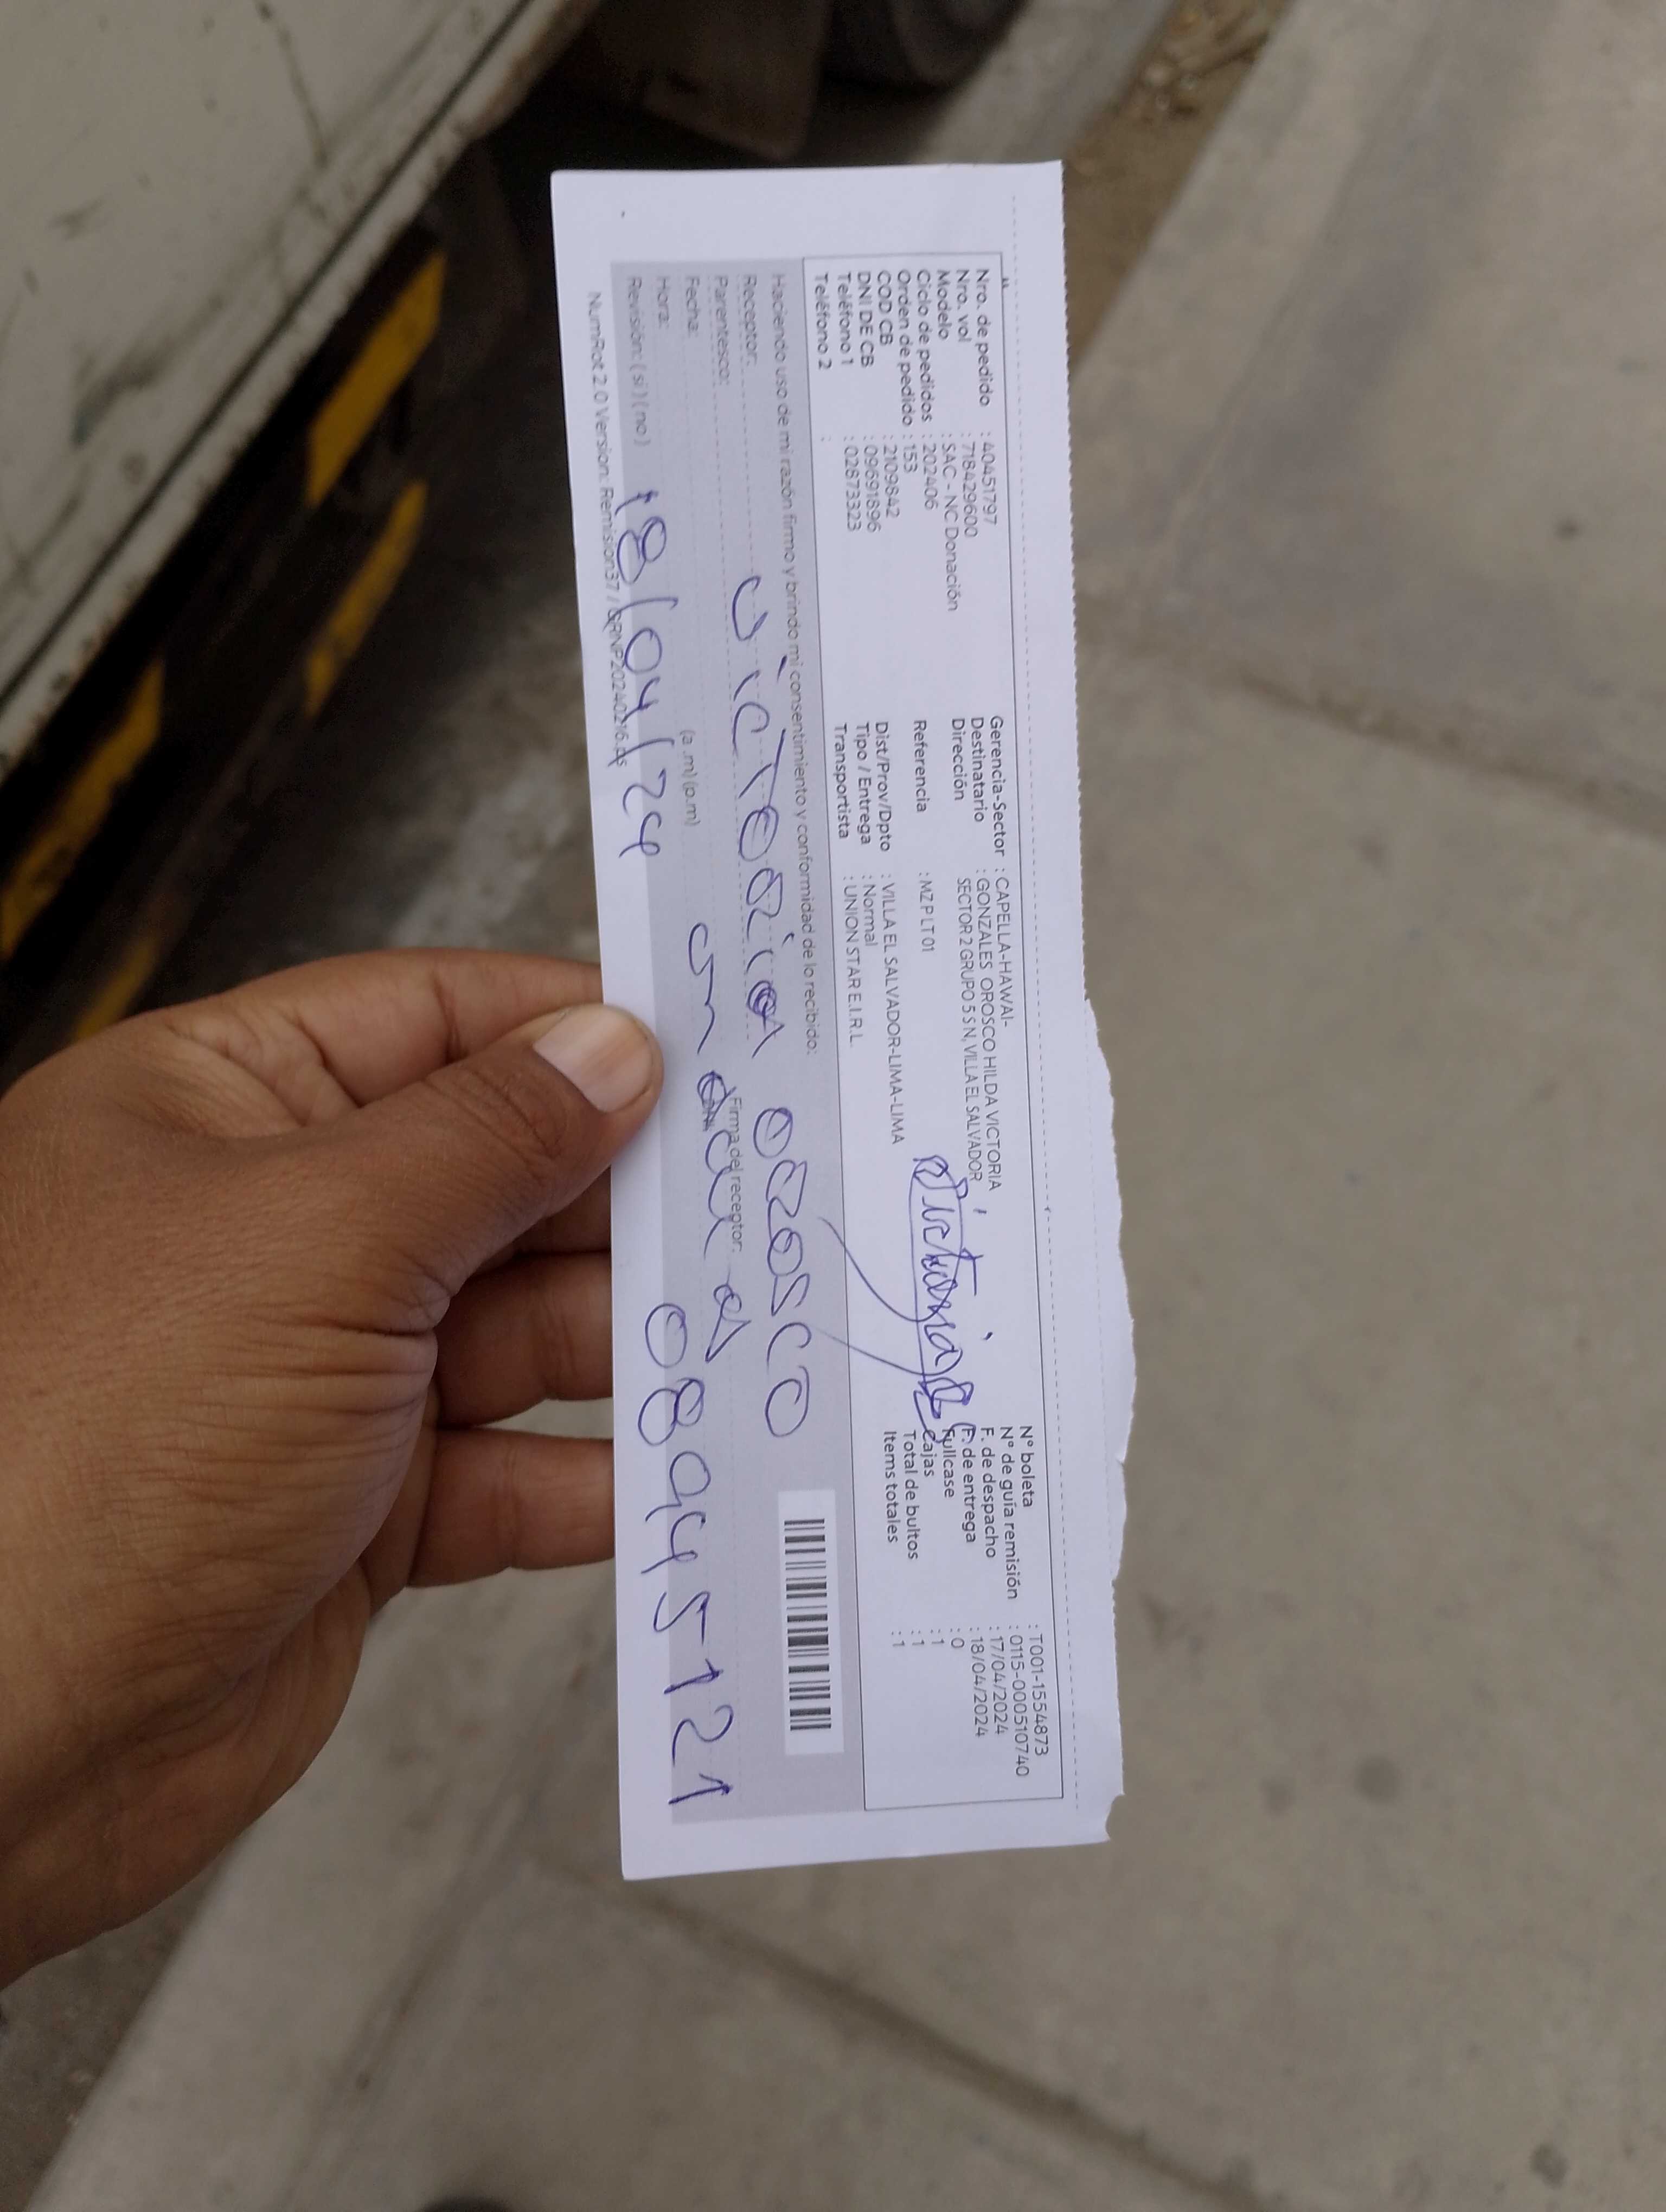 Nro. de pedido : 40451797
Nro. vol : 718429600
Modelo : SAC - NC Donación
Ciclo de pedidos : 202406
Orden de pedido : 153
COD CB : 2109842
DNI DE CB : 09691896
Teléfono 1 : 02873323
Teléfono 2 :
Gerencia-Sector : CAPELLA-HAWAI-
Destinatario : GONZALES OROSCO HILDA VICTORIA
Dirección SECTOR 2 GRUPO 5 S N, VILLA EL SALVADOR
Referencia : MZ P LT 01
Dist/Prov/Dpto : VILLA EL SALVADOR-LIMA-LIMA
Tipo / Entrega : Normal
Transportista : UNION STAR E.I.R.L.
N° boleta : T001-1554873
N° de guía remisión : 0115-000510740
F. de despacho : 17/04/2024
F. de entrega : 18/04/2024
Fullcase : 0
Cajas : 1
Total de bultos : 1
Items totales : 1
Haciendo uso de mi razón firmo y brindo mi consentimiento y conformidad de lo recibido:
Receptor: victoria orosco
Parentesco:
Firma del receptor:
Fecha:
Hora: (a .m) (p.m)
08945121
Revisión: ( si ) ( no ) 18/04/24
NumRot 2.0 Version: Remision37 / GRNP20240216.ps